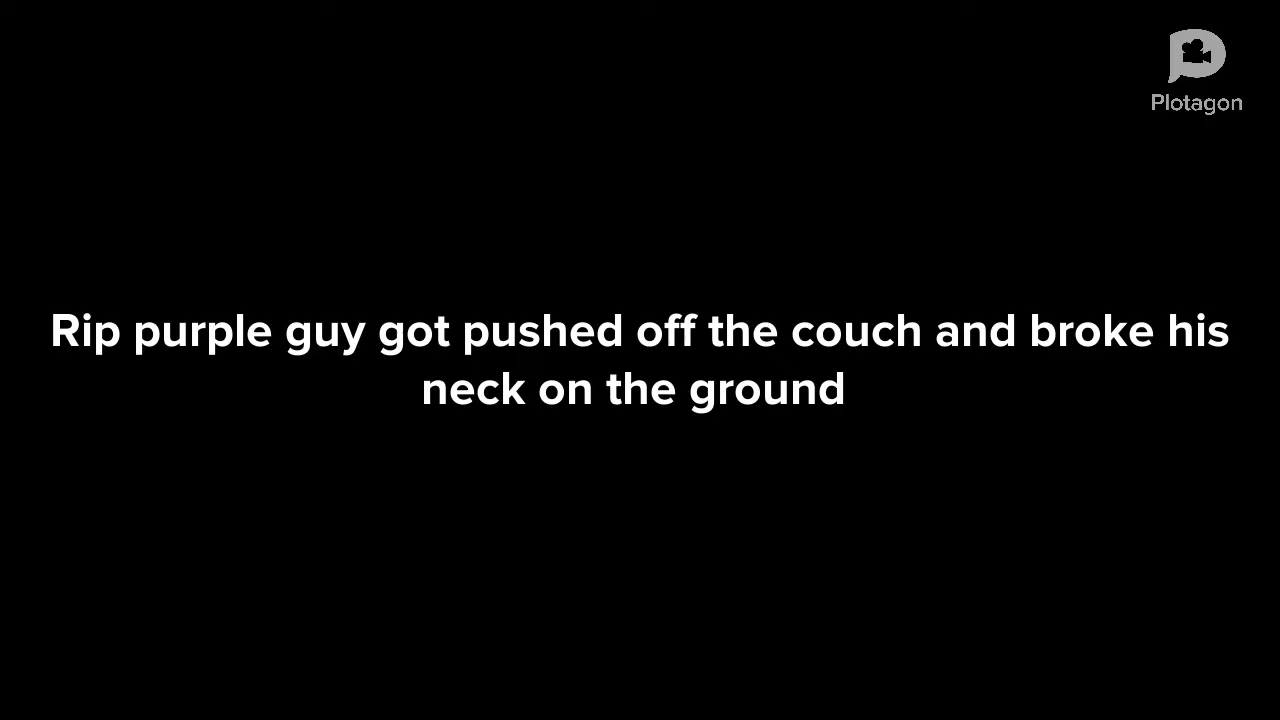 Plotagon
Rip purple guy got pushed off the couch and broke his
neck on the ground